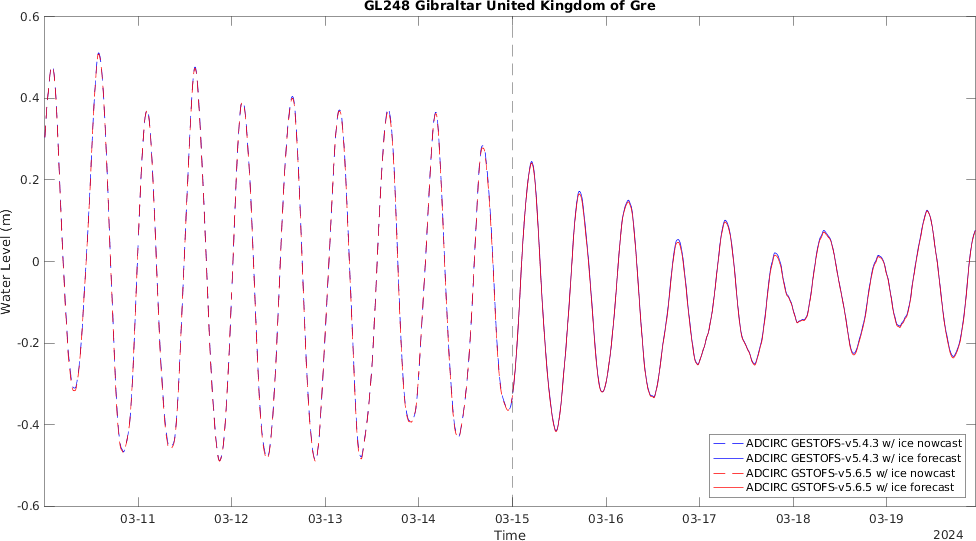 GL248 Gibraltar United Kingdom of Gre
0.6
0.4
0.2
0
-0.2
-0.4
-0.6
Water Level (m)
ADCIRC GESTOFS-v5.4.3 w/ ice nowcast
ADCIRC GESTOFS-v5.4.3 w/ ice forecast
ADCIRC GSTOFS-v5.6.5 w/ ice nowcast
ADCIRC GSTOFS-v5.6.5 w/ ice forecast
03-11 03-12 03-13 03-14 03-15 03-16 03-17 03-18 03-19
Time
2024